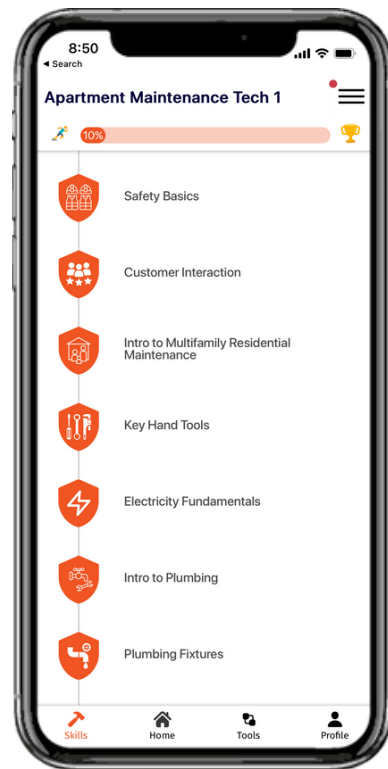 8:50
◂ Search
Apartment Maintenance Tech 1
10%
Safety Basics
Customer Interaction
Intro to Multifamily Residential
Maintenance
Key Hand Tools
Electricity Fundamentals
Intro to Plumbing
Plumbing Fixtures
Skills Home Tools Profile